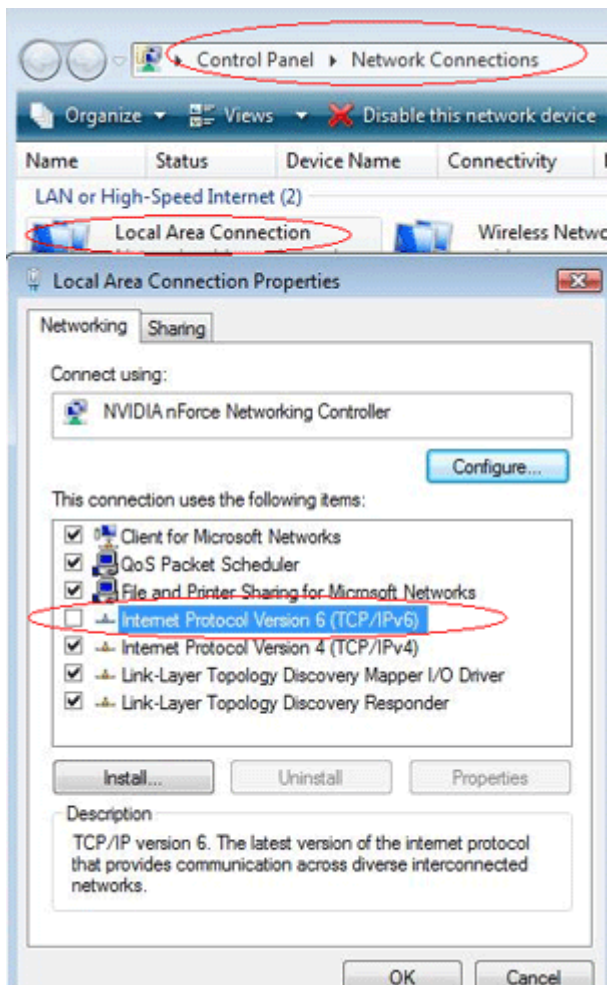 Control Panel ▸ Network Connections
Organize Views Disable this network device
Name Status Device Name Connectivity
LAN or High-Speed Internet (2)
Local Area Connection Wireless Netwo
Local Area Connection Properties
Networking Sharing
Connect using:
NVIDIA nForce Networking Controller
Configure...
This connection uses the following items:
Client for Microsoft Networks
QoS Packet Scheduler
File and Printer Sharing for Microsoft Networks
Internet Protocol Version 6 (TCP/IPv6)
Internet Protocol Version 4 (TCP/IPv4)
Link-Layer Topology Discovery Mapper I/O Driver
Link-Layer Topology Discovery Responder
Install... Uninstall Properties
Description
TCP/IP version 6. The latest version of the internet protocol
that provides communication across diverse interconnected
networks.
OK Cancel